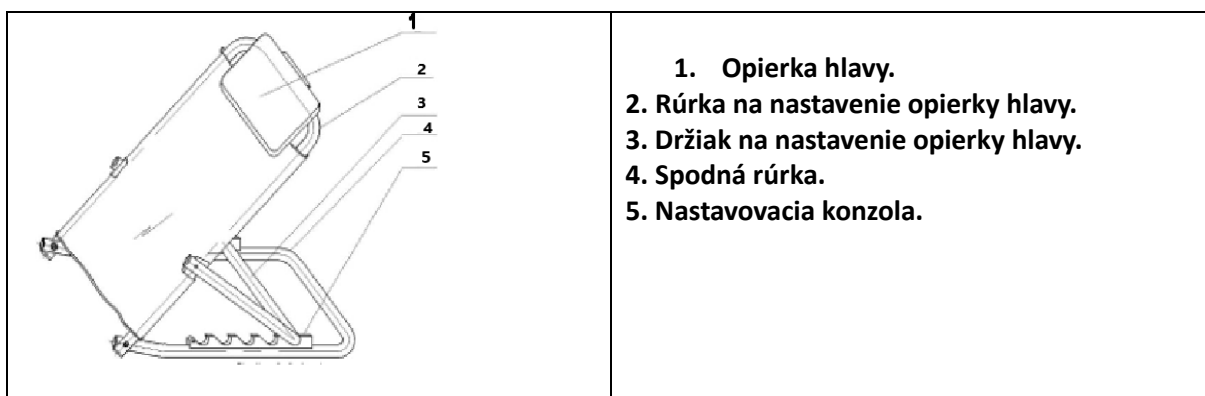 1
2
3
4
5
1. Opierka hlavy.
2. Rúrka na nastavenie opierky hlavy.
3. Držiak na nastavenie opierky hlavy.
4. Spodná rúrka.
5. Nastavovacia konzola.